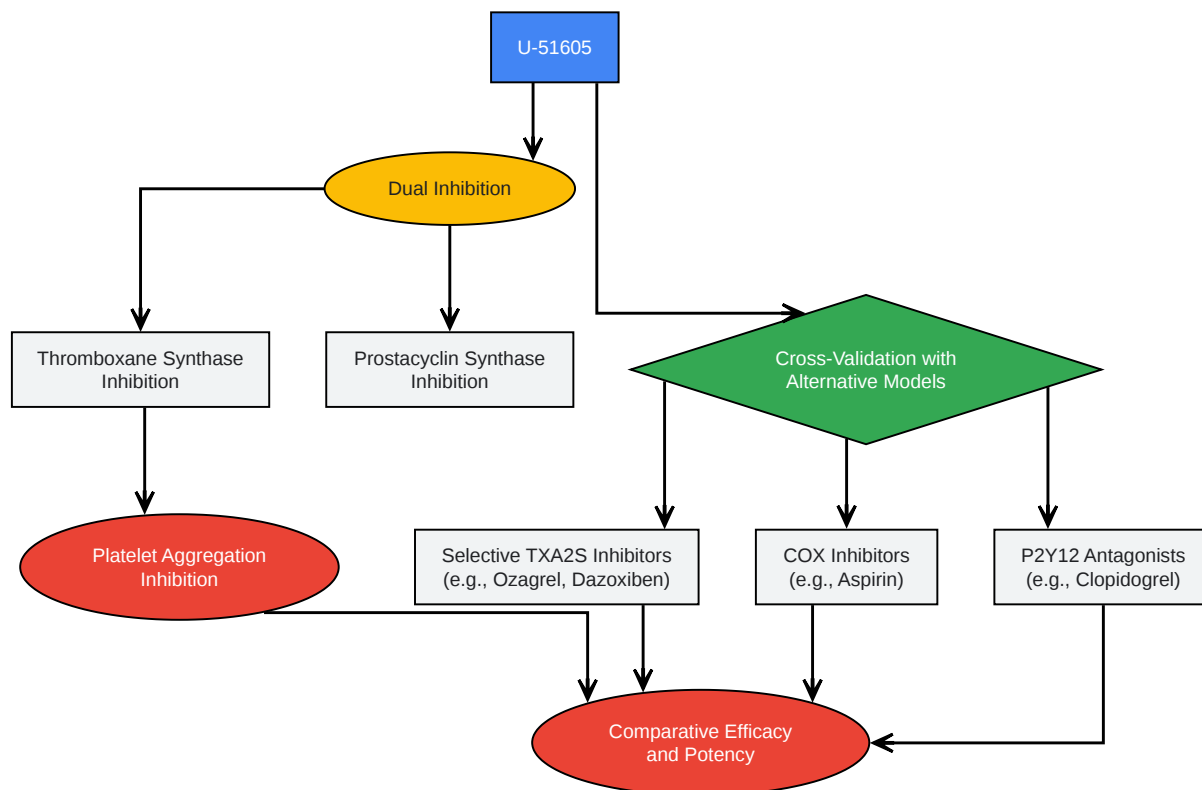 U-51605
Dual Inhibition
Thromboxane Synthase
Inhibition
Prostacyclin Synthase
Inhibition
Cross-Validation with
Alternative Models
Platelet Aggregation
Inhibition
Selective TXA2S Inhibitors
(e.g., Ozagrel, Dazoxiben)
COX Inhibitors
(e.g., Aspirin)
P2Y12 Antagonists
(e.g., Clopidogrel)
Comparative Efficacy
and Potency